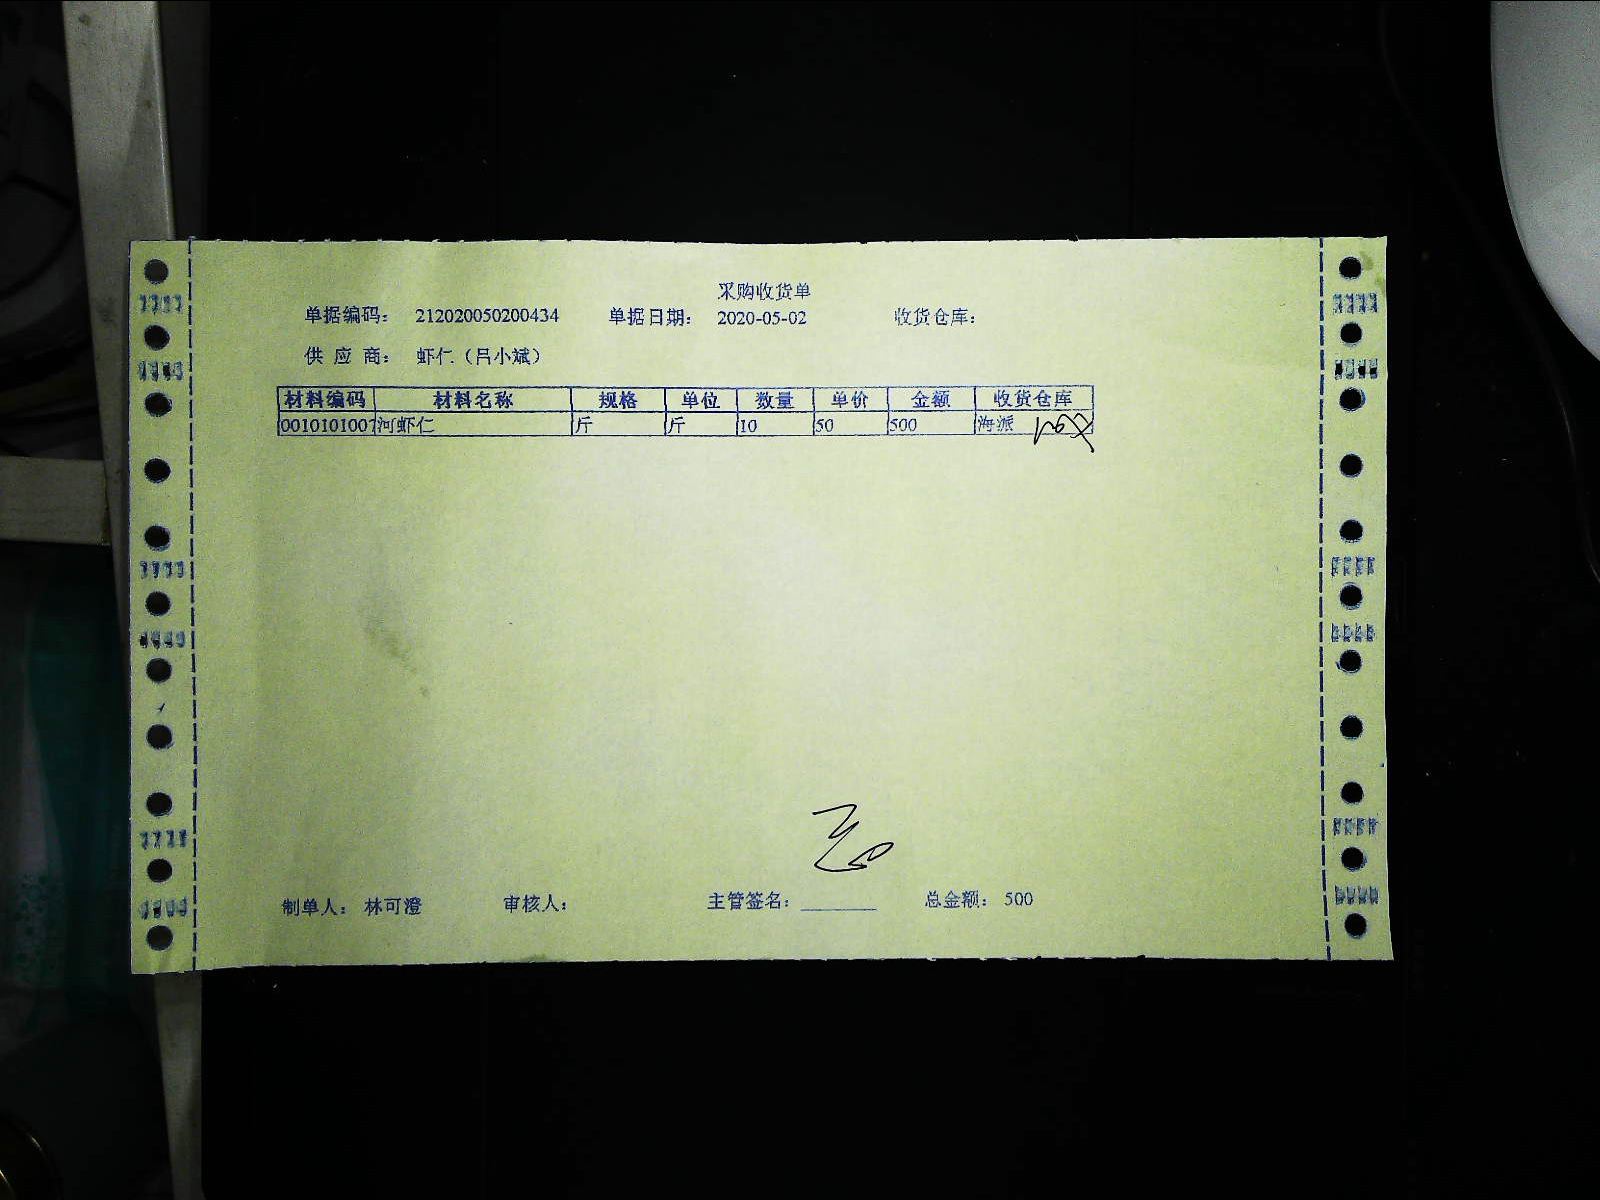 采购收货单
单据编码： 212020050200434 单据日期： 2020-05-02 收货仓库：
供 应 商： 虾仁（吕小斌）
材料编码 材料名称 规格 单位 数量 单价 金额 收货仓库
0010101007 河虾仁 斤 斤 10 50 500 海派
制单人： 林可澄 审核人： 主管签名： 总金额： 500